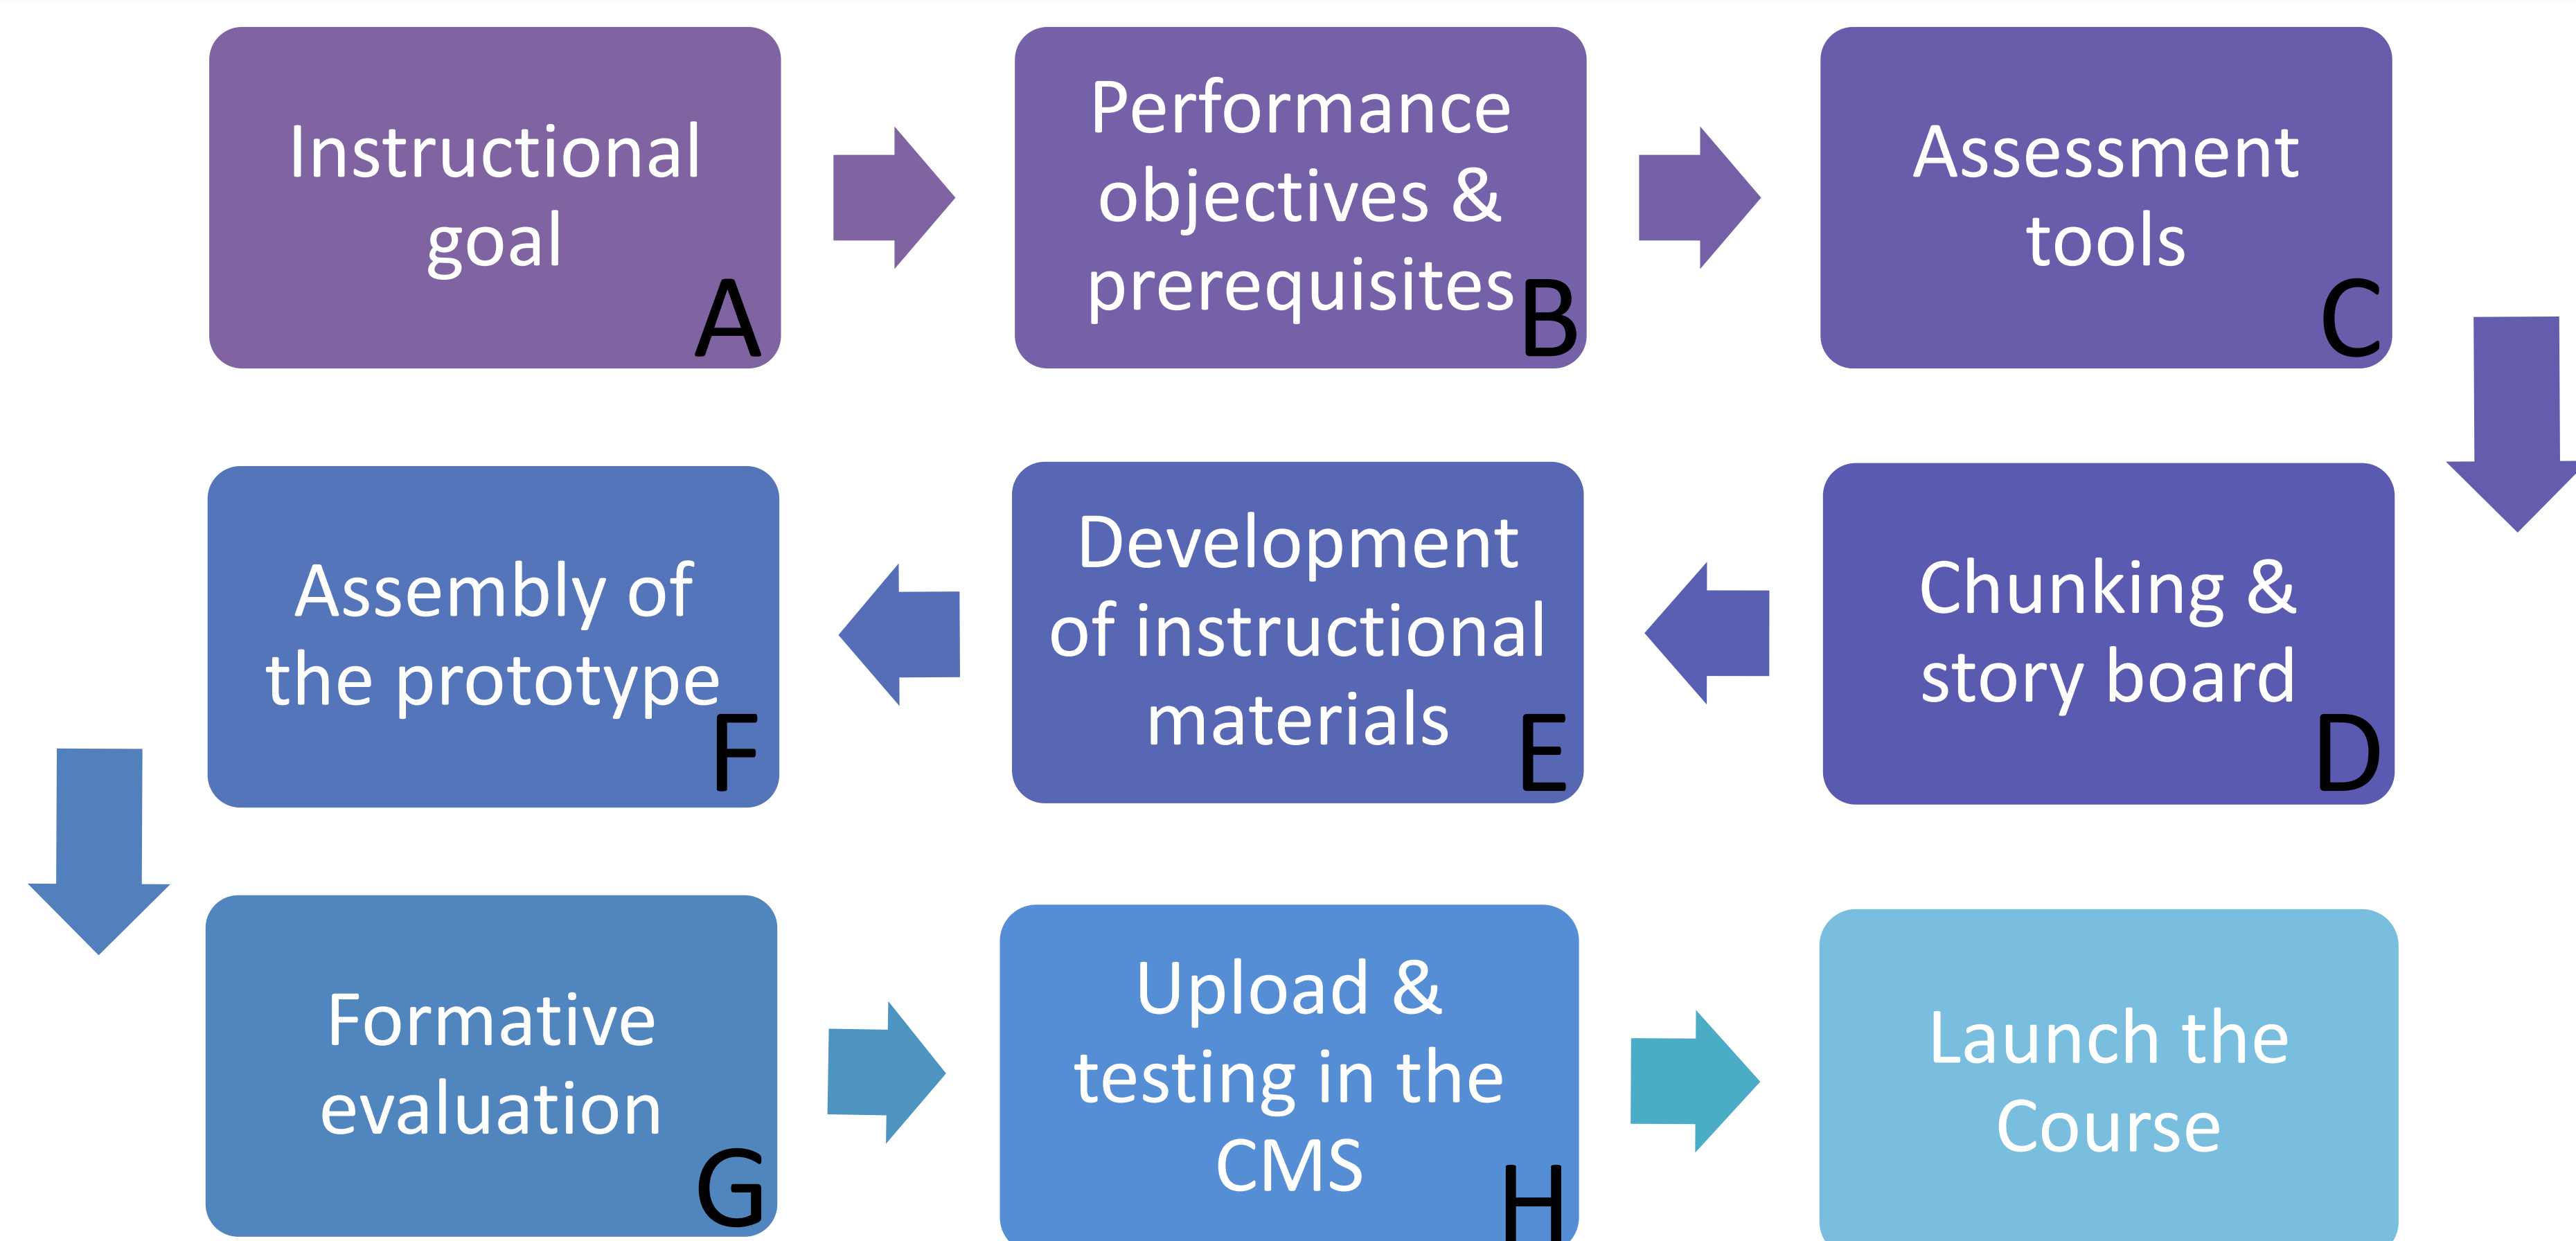 Instructional
goal
A
Performance
objectives &
prerequisites
B
Assessment
tools
C
Chunking &
story board
D
Development
of instructional
materials
E
Assembly of
the prototype
F
Formative
evaluation
G
Upload &
testing in the
CMS
H
Launch the
Course